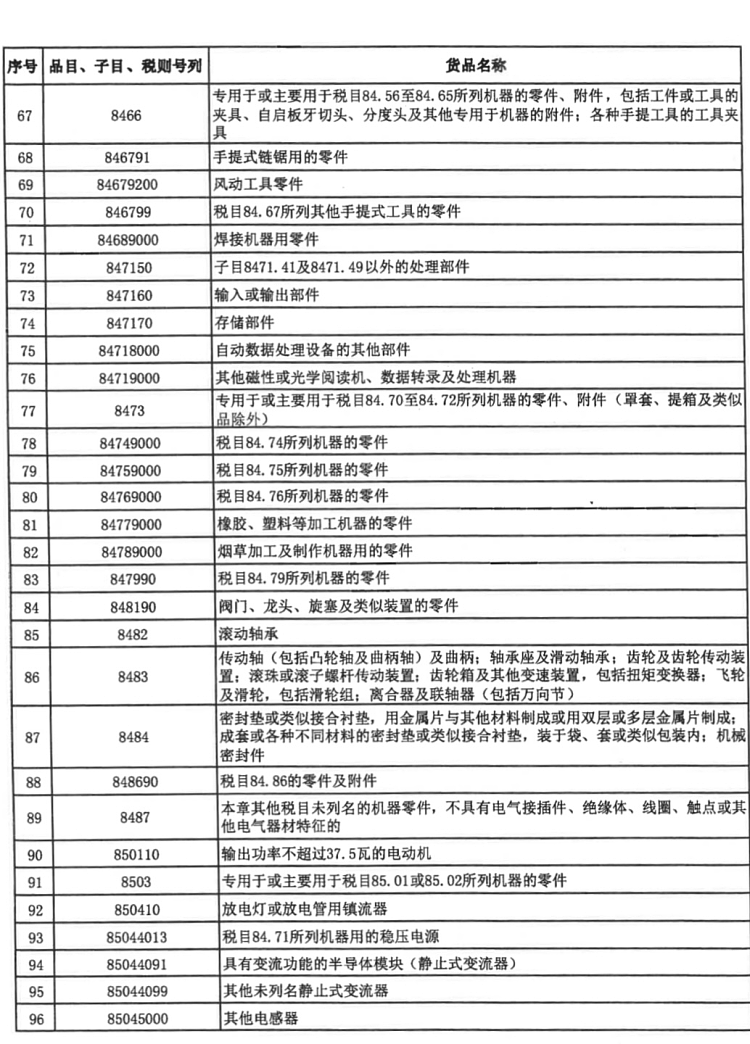 序号 品目、子目、税则号列 货品名称
67 8466 专用于或主要用于税目84.56至84.65所列机器的零件、附件，包括工件或工具的
夹具、自启板牙切头、分度头及其他专用于机器的附件；各种手提工具的工具夹
具
68 846791 手提式链锯用的零件
69 84679200 风动工具零件
70 846799 税目84.67所列其他手提式工具的零件
71 84689000 焊接机器用零件
72 847150 子目8471.41及8471.49以外的处理部件
73 847160 输入或输出部件
74 847170 存储部件
75 84718000 自动数据处理设备的其他部件
76 84719000 其他磁性或光学阅读机、数据转录及处理机器
77 8473 专用于或主要用于税目84.70至84.72所列机器的零件、附件（罩套、提箱及类似
品除外）
78 84749000 税目84.74所列机器的零件
79 84759000 税目84.75所列机器的零件
80 84769000 税目84.76所列机器的零件
81 84779000 橡胶、塑料等加工机器的零件
82 84789000 烟草加工及制作机器用的零件
83 847990 税目84.79所列机器的零件
84 848190 阀门、龙头、旋塞及类似装置的零件
85 8482 滚动轴承
86 8483 传动轴（包括凸轮轴及曲柄轴）及曲柄；轴承座及滑动轴承；齿轮及齿轮传动装
置；滚珠或滚子螺杆传动装置；齿轮箱及其他变速装置，包括扭矩变换器；飞轮
及滑轮，包括滑轮组；离合器及联轴器（包括万向节）
87 8484 密封垫或类似接合衬垫，用金属片与其他材料制成或用双层或多层金属片制成；
成套或各种不同材料的密封垫或类似接合衬垫，装于袋、套或类似包装内；机械
密封件
88 848690 税目84.86的零件及附件
89 8487 本章其他税目未列名的机器零件，不具有电气接插件、绝缘体、线圈、触点或其
他电气器材特征的
90 850110 输出功率不超过37.5瓦的电动机
91 8503 专用于或主要用于税目85.01或85.02所列机器的零件
92 850410 放电灯或放电管用镇流器
93 85044013 税目84.71所列机器用的稳压电源
94 85044091 具有变流功能的半导体模块（静止式变流器）
95 85044099 其他未列名静止式变流器
96 85045000 其他电感器